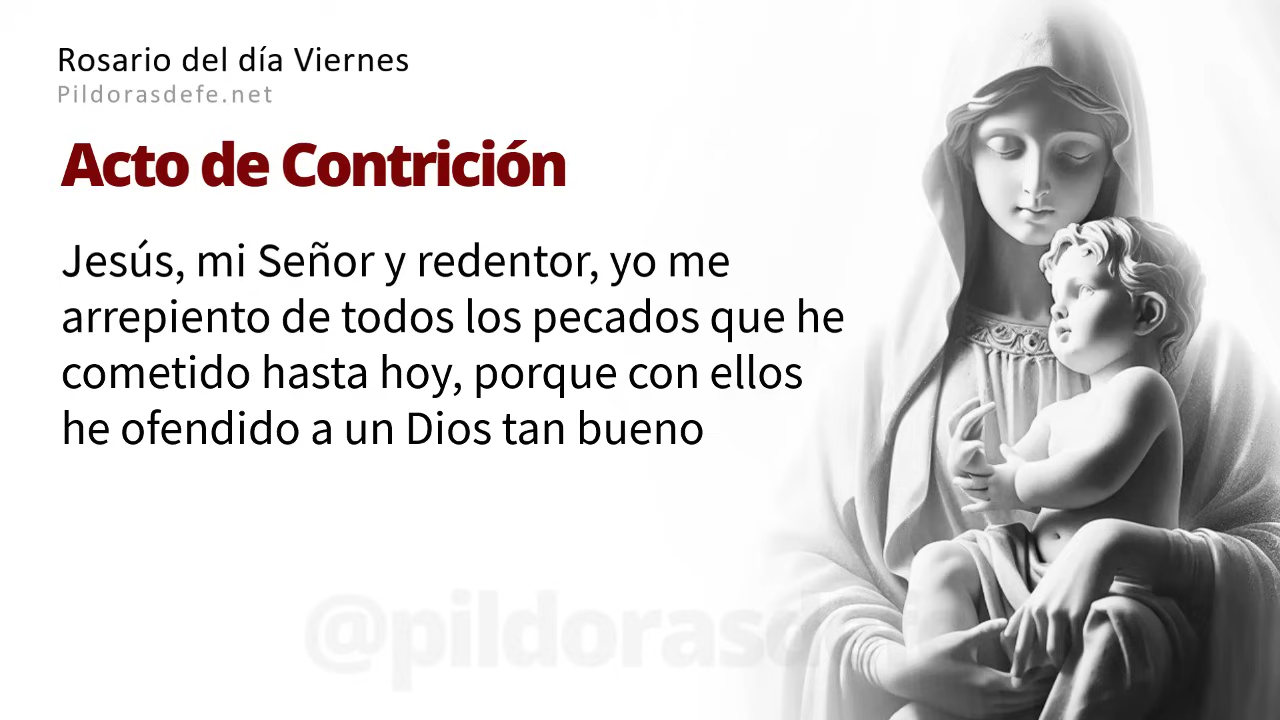 Rosario del día Viernes
Pildorasdefe.net
Acto de Contrición
Jesús, mi Señor y redentor, yo me
arrepiento de todos los pecados que he
cometido hasta hoy, porque con ellos
he ofendido a un Dios tan bueno